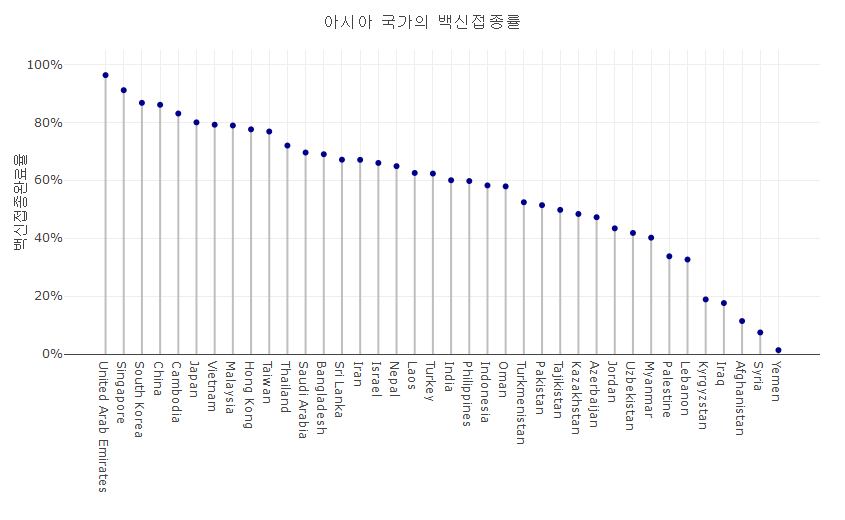 아시아 국가의 백신접종률
백신접종완료율
100%
80%
60%
40%
20%
0%
United Arab Emirates
Singapore
South Korea
China
Cambodia
Japan
Vietnam
Malaysia
Hong Kong
Taiwan
Thailand
Saudi Arabia
Bangladesh
Sri Lanka
Iran
Israel
Nepal
Laos
Turkey
India
Philippines
Indonesia
Oman
Turkmenistan
Pakistan
Tajikistan
Kazakhstan
Azerbaijan
Jordan
Uzbekistan
Myanmar
Palestine
Lebanon
Kyrgyzstan
Iraq
Afghanistan
Syria
Yemen